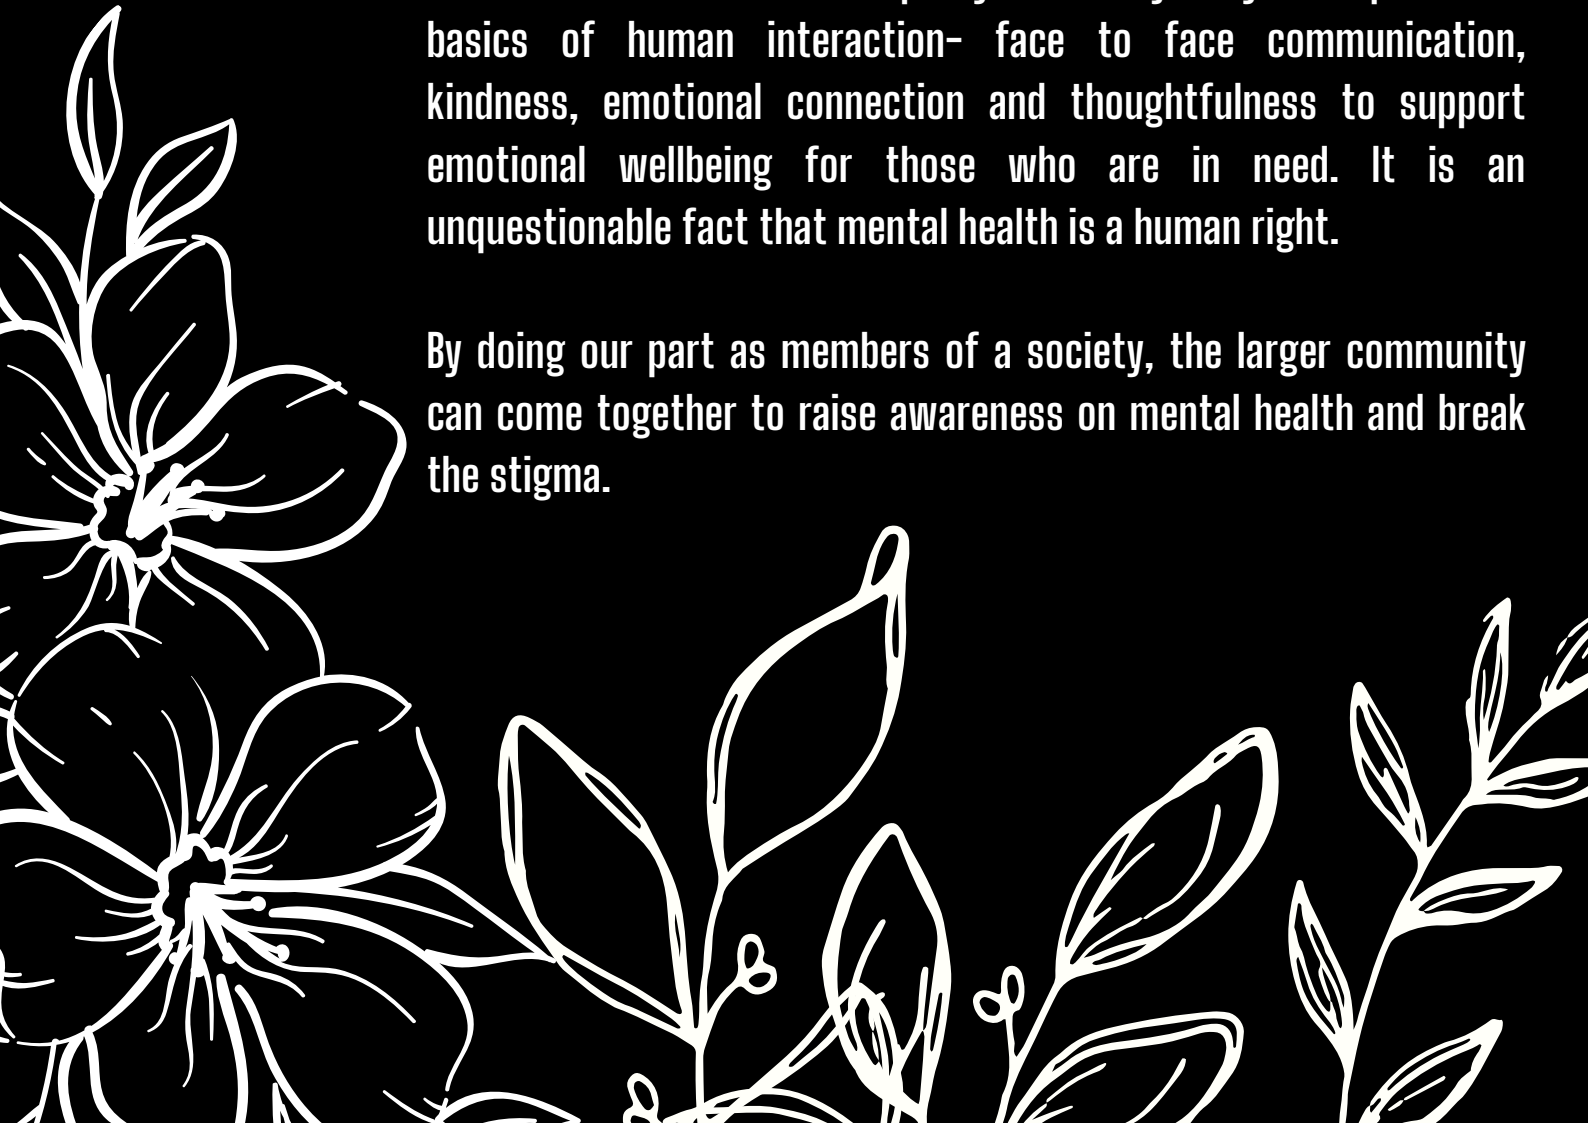 basics of human interaction- face to face communication,
kindness, emotional connection and thoughtfulness to support
emotional wellbeing for those who are in need. It is an
unquestionable fact that mental health is a human right.
By doing our part as members of a society, the larger community
can come together to raise awareness on mental health and break
the stigma.